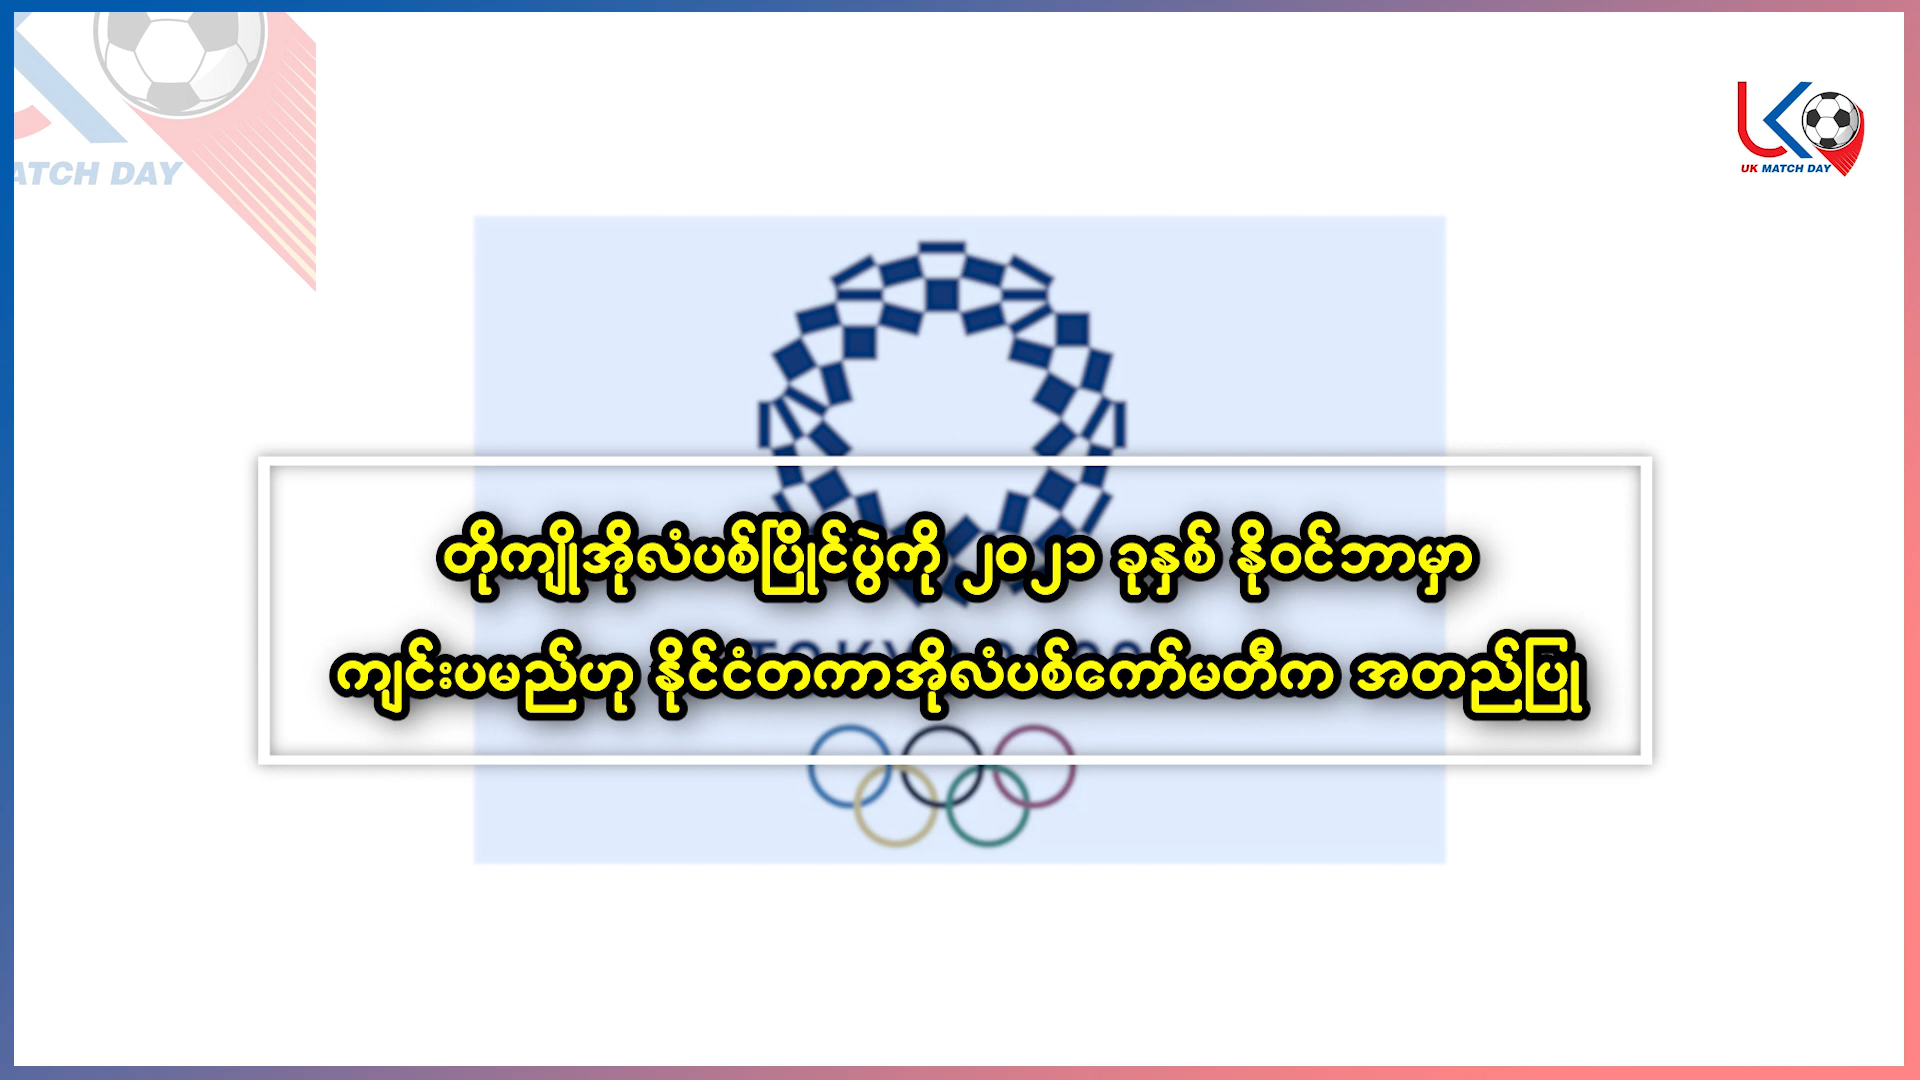 ATCH DAY
UK MATCH DAY
တိုကျိုအိုလံပစ်ပြိုင်ပွဲကို ၂၀၂၁ ခုနှစ် နိုဝင်ဘာမှာ
ကျင်းပမည်ဟု နိုင်ငံတကာအိုလံပစ်ကော်မတီက အတည်ပြု